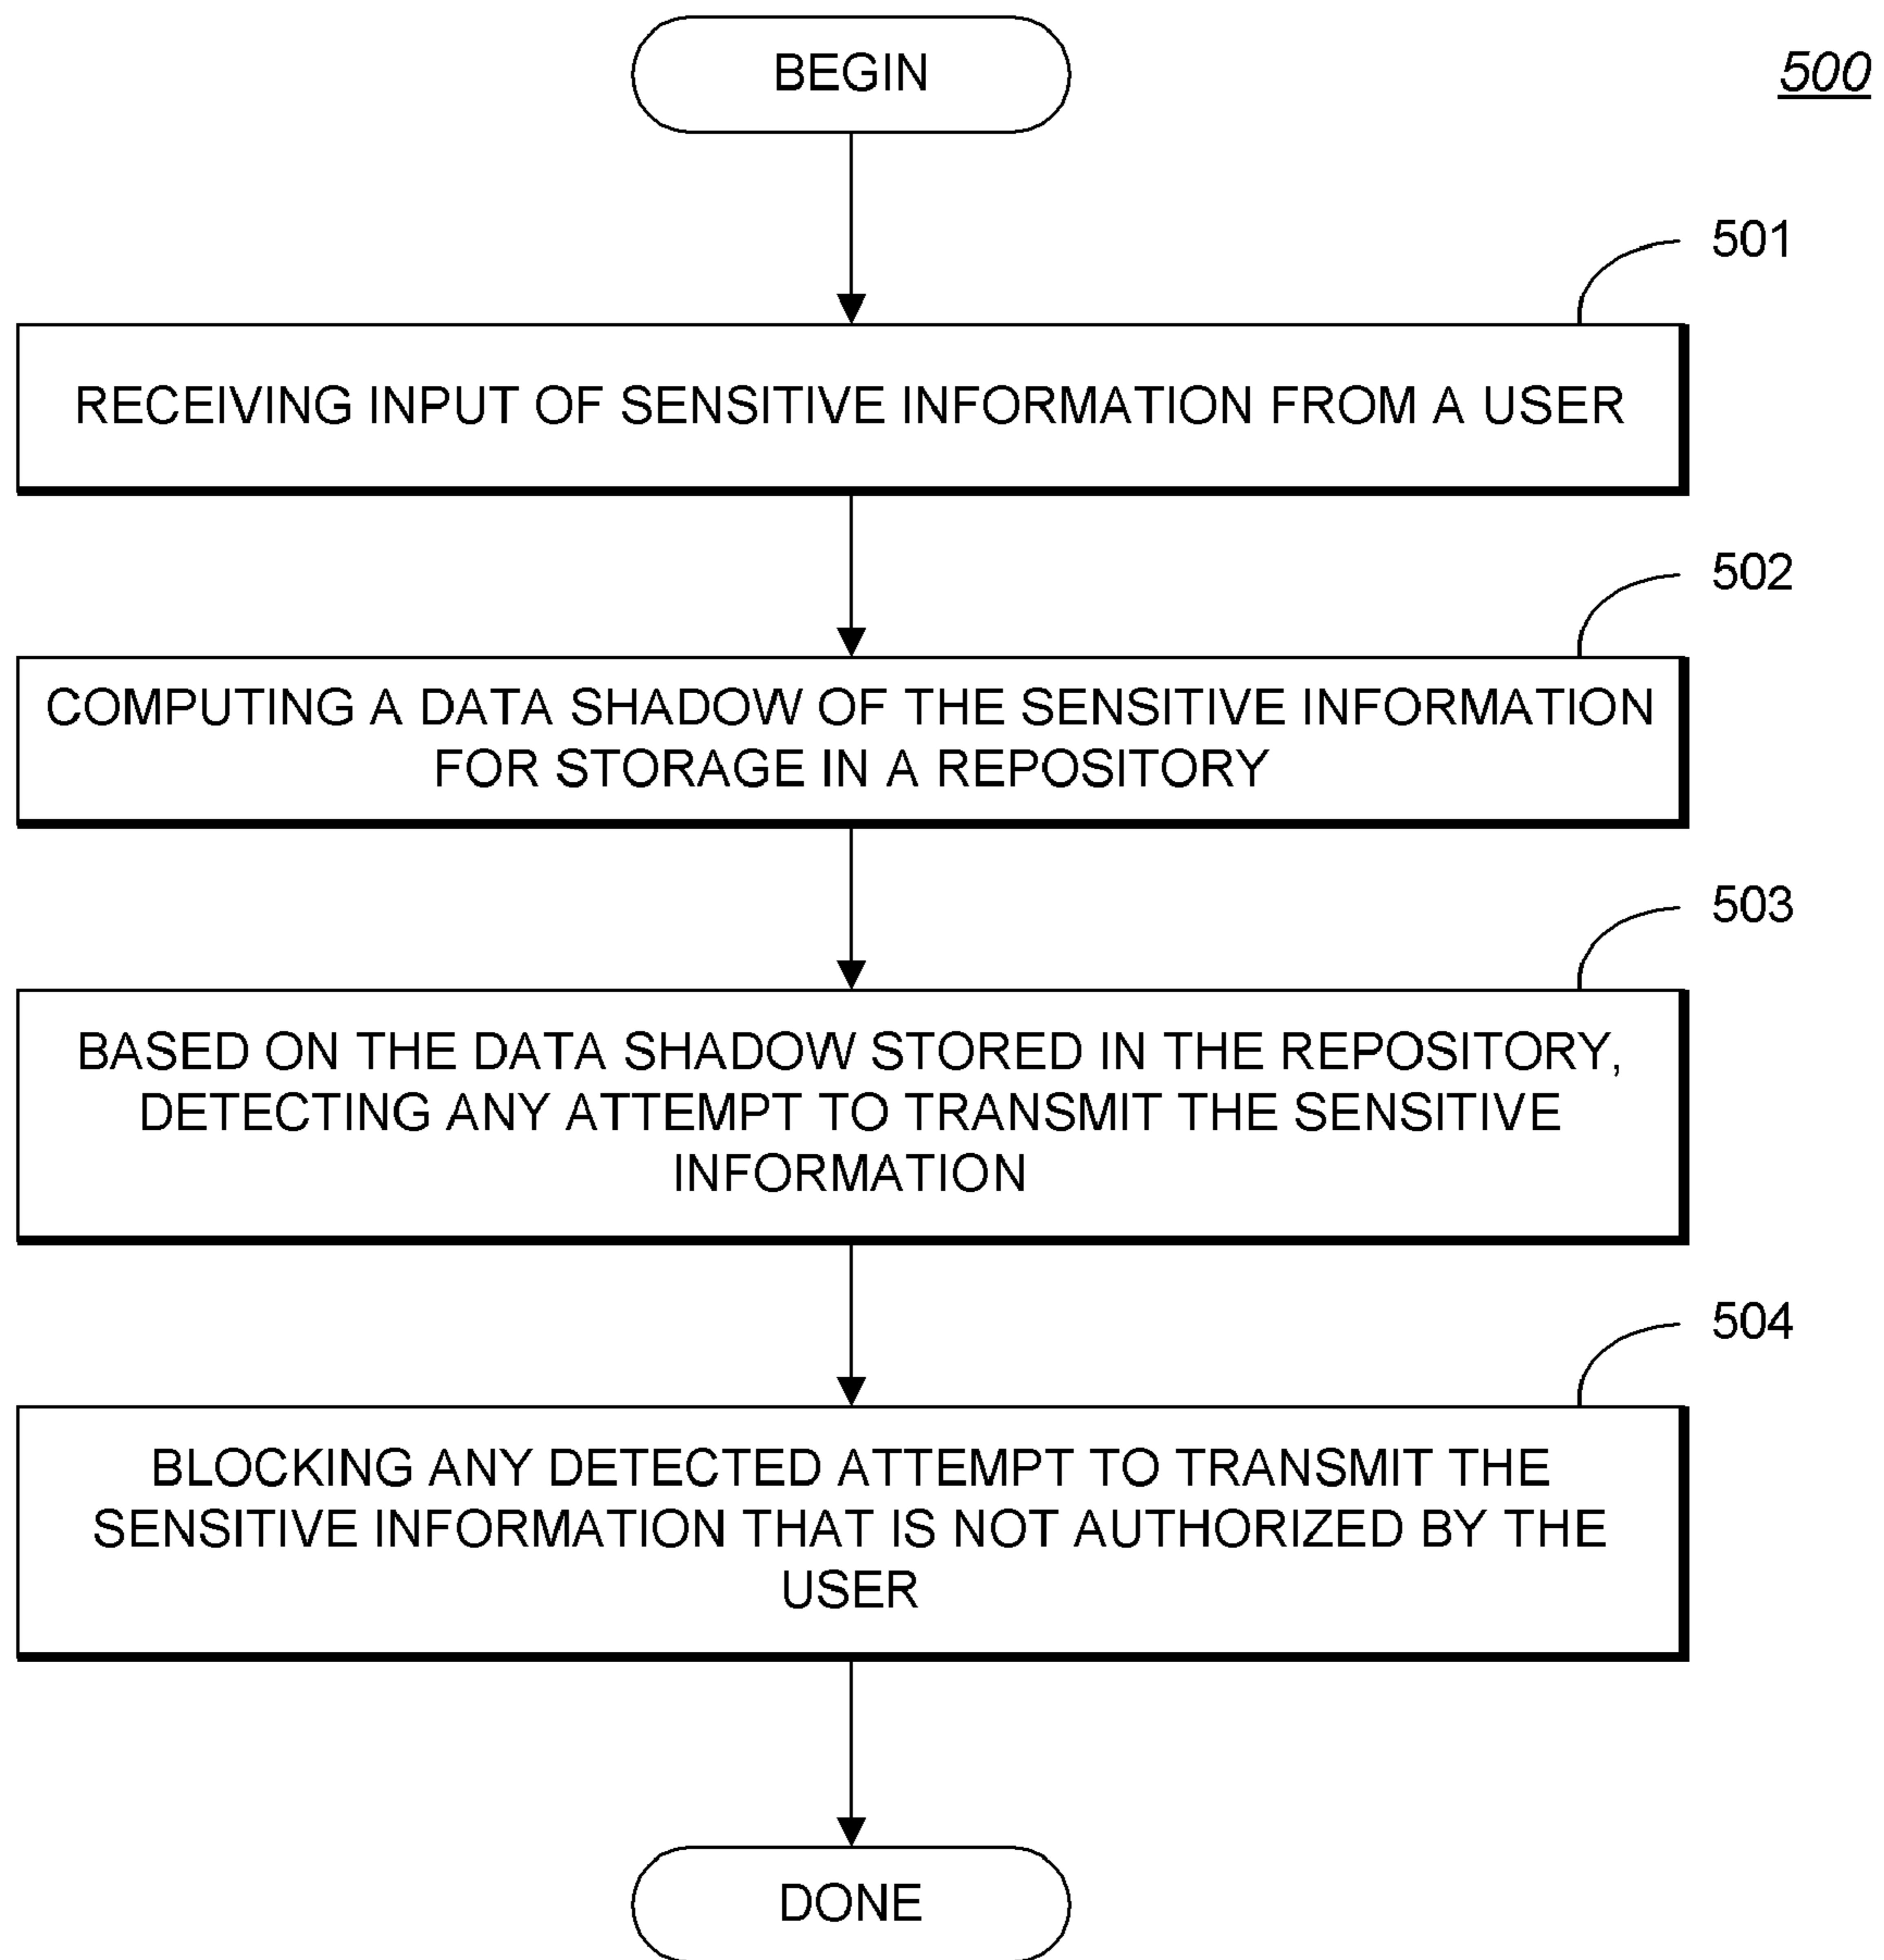 BEGIN
500
501
RECEIVING INPUT OF SENSITIVE INFORMATION FROM A USER
502
COMPUTING A DATA SHADOW OF THE SENSITIVE INFORMATION
FOR STORAGE IN A REPOSITORY
503
BASED ON THE DATA SHADOW STORED IN THE REPOSITORY,
DETECTING ANY ATTEMPT TO TRANSMIT THE SENSITIVE
INFORMATION
504
BLOCKING ANY DETECTED ATTEMPT TO TRANSMIT THE
SENSITIVE INFORMATION THAT IS NOT AUTHORIZED BY THE
USER
DONE